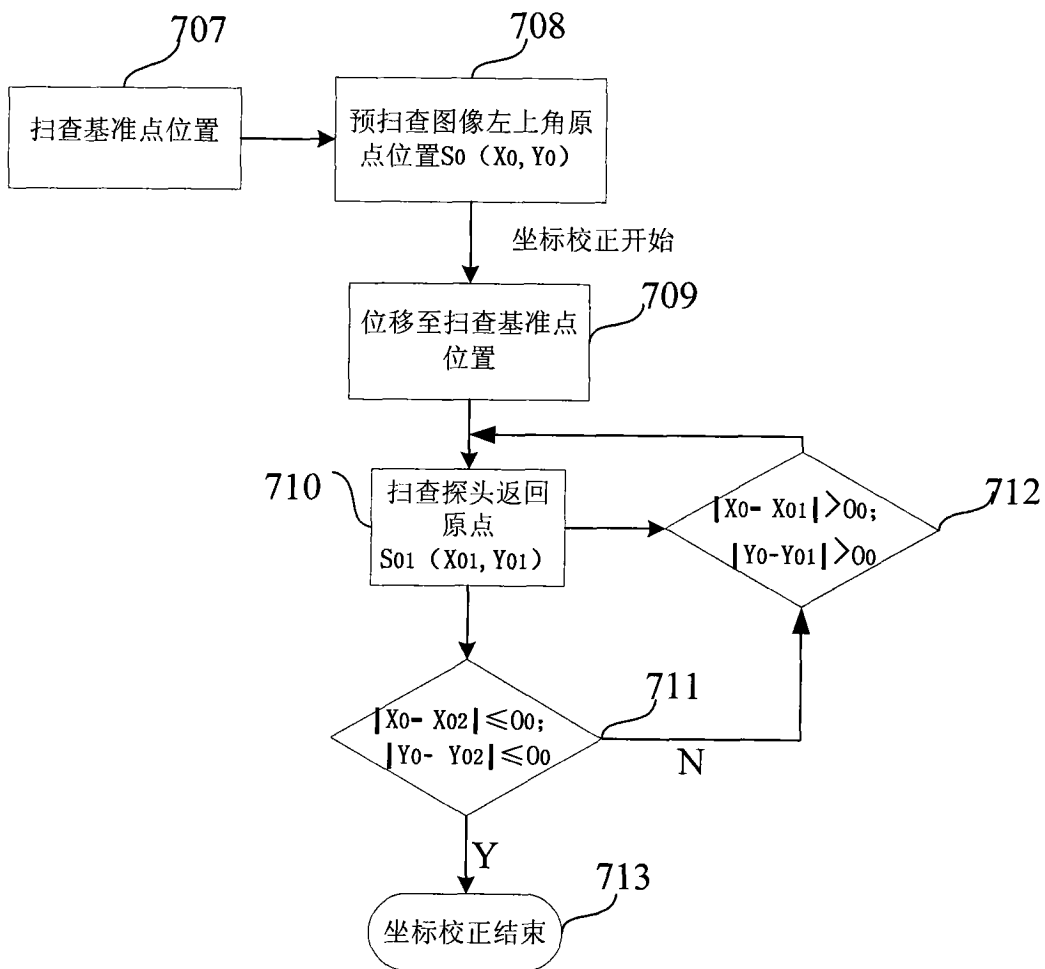 707
708
扫查基准点位置
预扫查图像左上角原
点位置S0（X0,Y0）
坐标校正开始
709
位移至扫查基准点
位置
710
扫查探头返回
原点
S01（X01,Y01）
712
|X0- X01|>O0;
|Y0-Y01|>O0
711
|X0- X02|≤O0;
|Y0- Y02|≤O0
N
Y
713
坐标校正结束